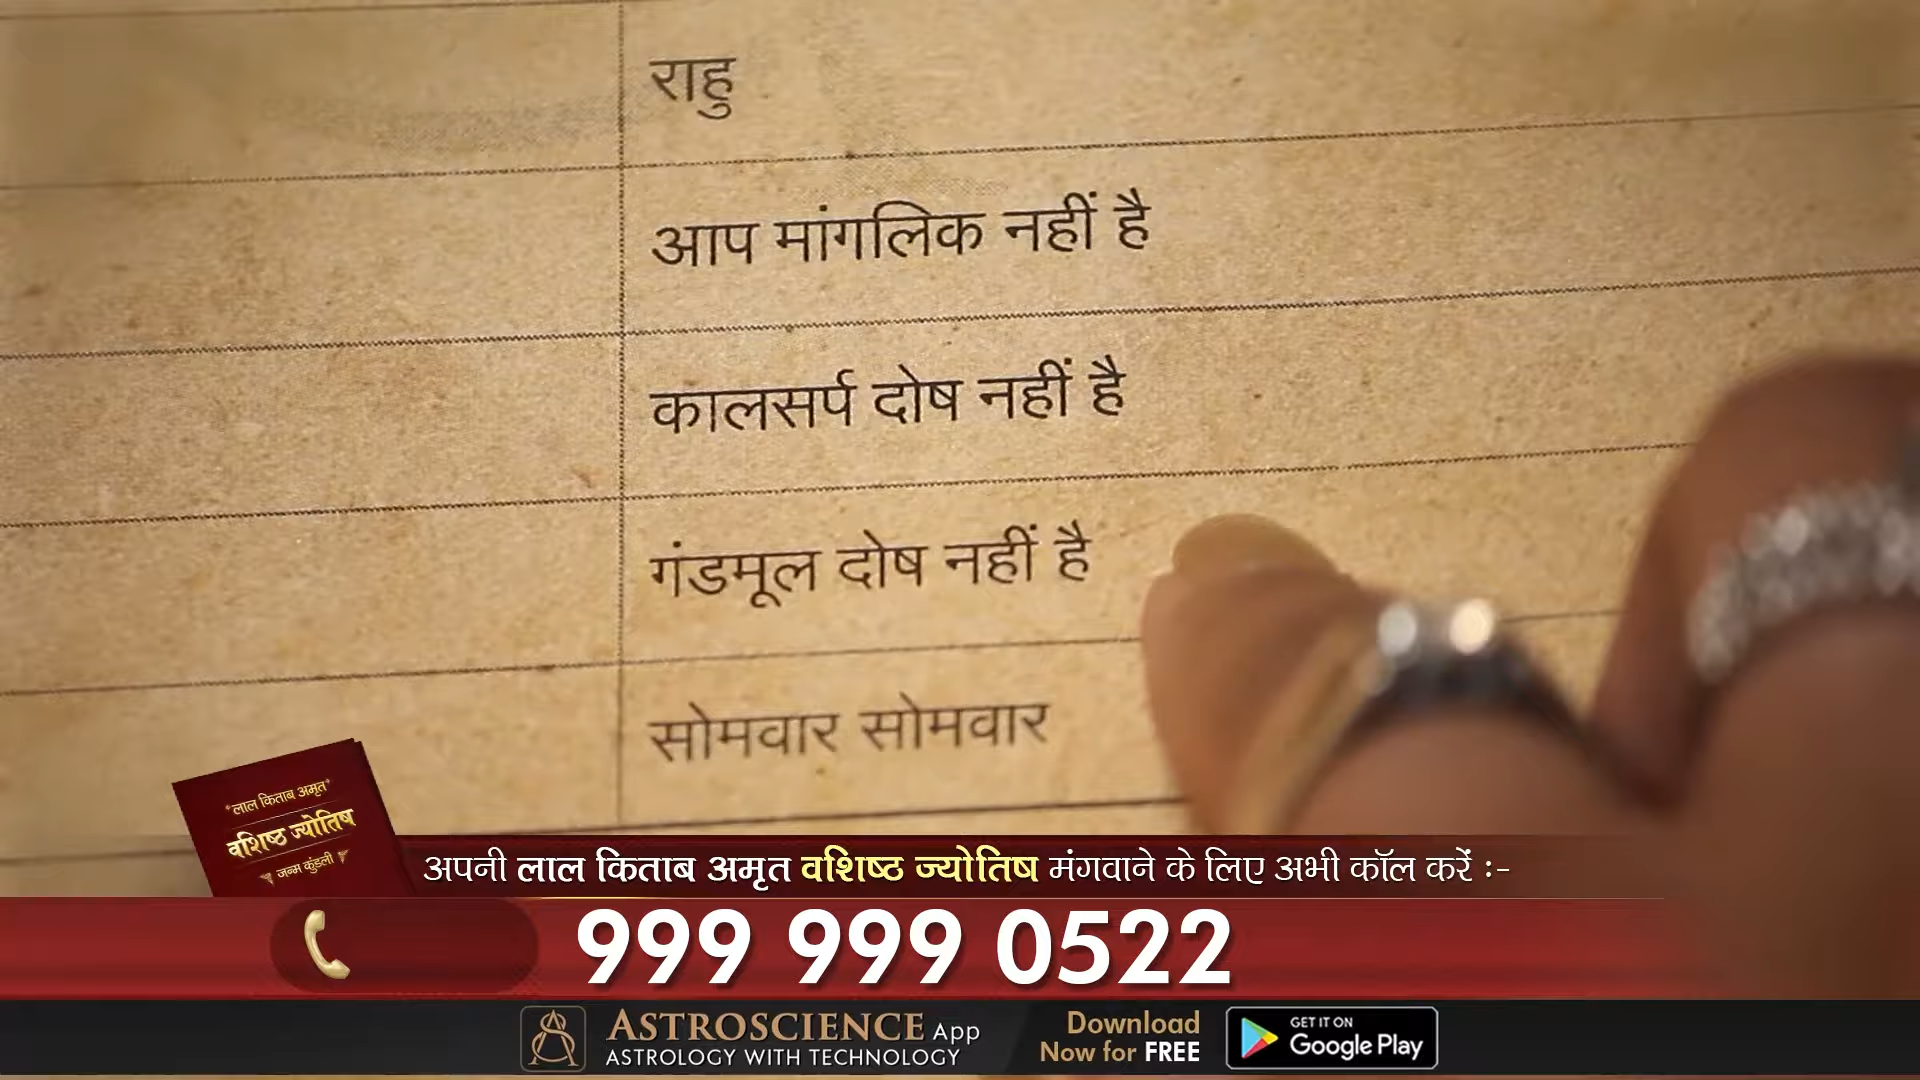 राहु
आप मांगलिक नहीं है
कालसर्प दोष नहीं है
गंडमूल दोष नहीं है
सोमवार सोमवार
"लाल किताब अमृत"
वशिष्ठ ज्योतिष
जन्म कुंडली
अपनी लाल किताब अमृत वशिष्ठ ज्योतिष मंगवाने के लिए अभी कॉल करें :-
999 999 0522
ASTROSCIENCE App
ASTROLOGY WITH TECHNOLOGY
Download
Now for FREE
GET IT ON
Google Play